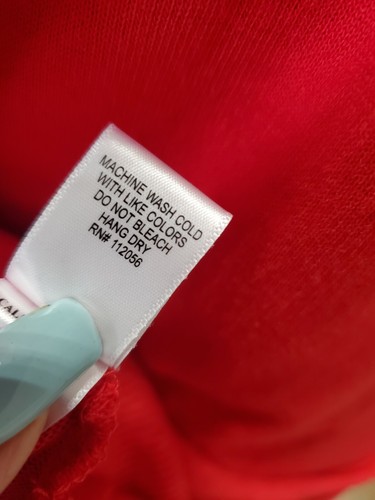 MACHINE WASH COLD
WITH LIKE COLORS
DO NOT BLEACH
HANG DRY
RN# 112056